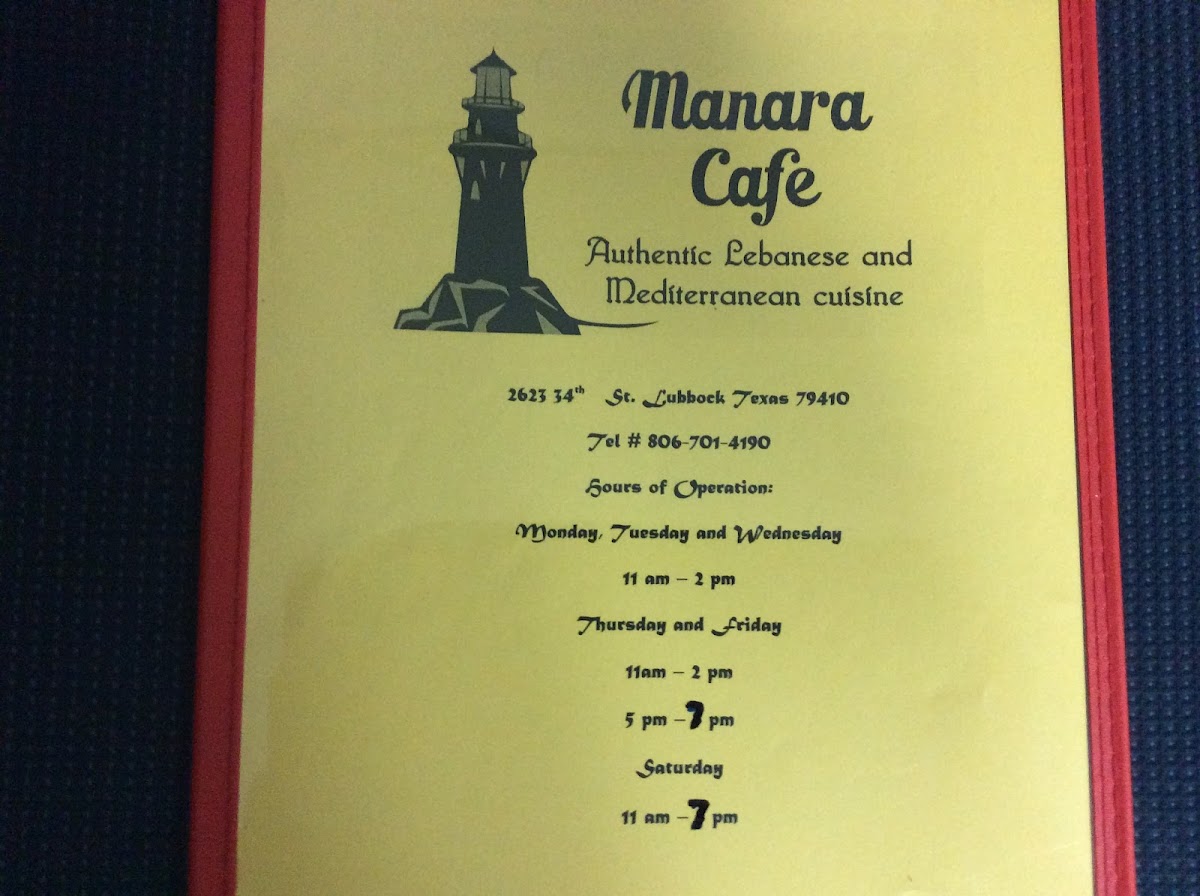 Manara
Cafe
Authentic Lebanese and
Mediterranean cuisine
2623 34th St. Lubbock Texas 79410
Tel # 806-701-4190
Hours of Operation:
Monday, Tuesday and Wednesday
11 am – 2 pm
Thursday and Friday
11am – 2 pm
5 pm – 7 pm
Saturday
11 am – 7 pm